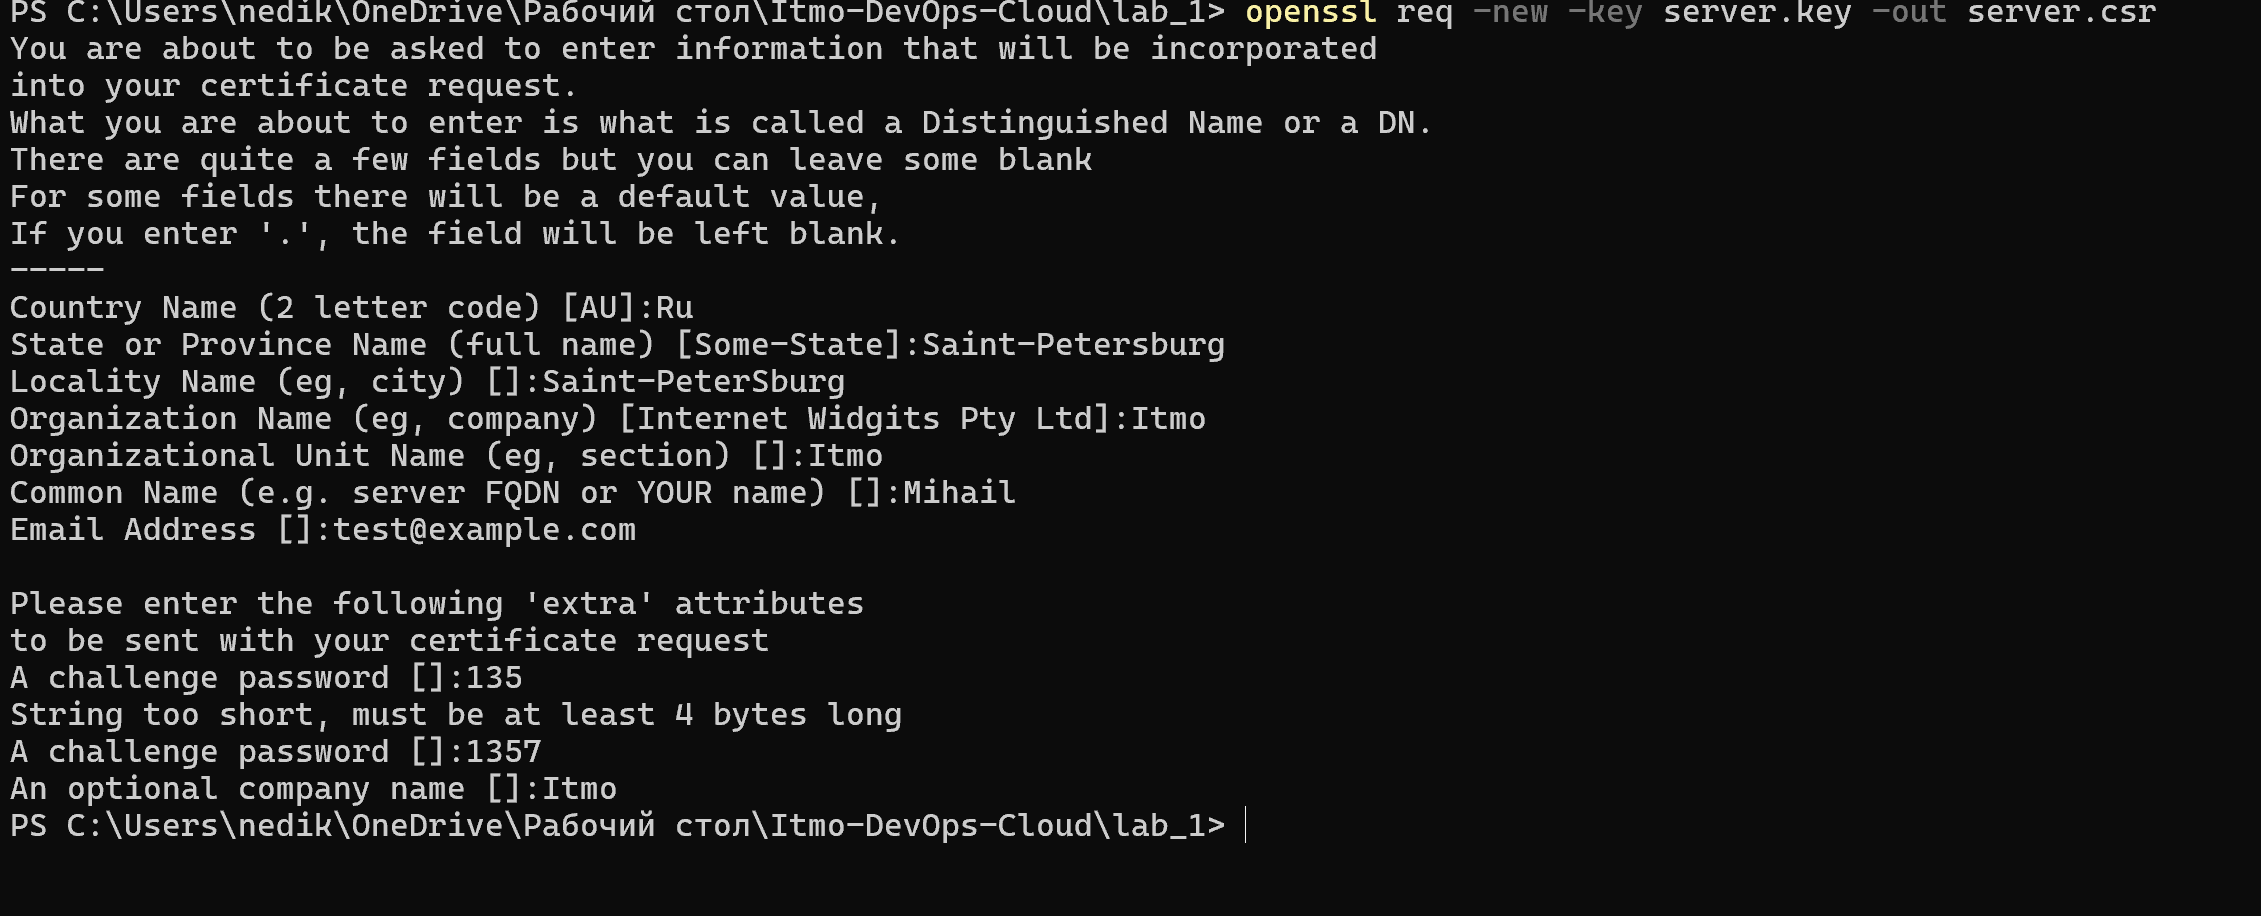 PS C:\Users\nedik\OneDrive\Рабочий стол\Itmo-DevOps-Cloud\lab_1> openssl req -new -key server.key -out server.csr
You are about to be asked to enter information that will be incorporated
into your certificate request.
What you are about to enter is what is called a Distinguished Name or a DN.
There are quite a few fields but you can leave some blank
For some fields there will be a default value,
If you enter '.', the field will be left blank.
-----
Country Name (2 letter code) [AU]:Ru
State or Province Name (full name) [Some-State]:Saint-Petersburg
Locality Name (eg, city) []:Saint-PeterSburg
Organization Name (eg, company) [Internet Widgits Pty Ltd]:Itmo
Organizational Unit Name (eg, section) []:Itmo
Common Name (e.g. server FQDN or YOUR name) []:Mihail
Email Address []:test@example.com

Please enter the following 'extra' attributes
to be sent with your certificate request
A challenge password []:135
String too short, must be at least 4 bytes long
A challenge password []:1357
An optional company name []:Itmo
PS C:\Users\nedik\OneDrive\Рабочий стол\Itmo-DevOps-Cloud\lab_1>